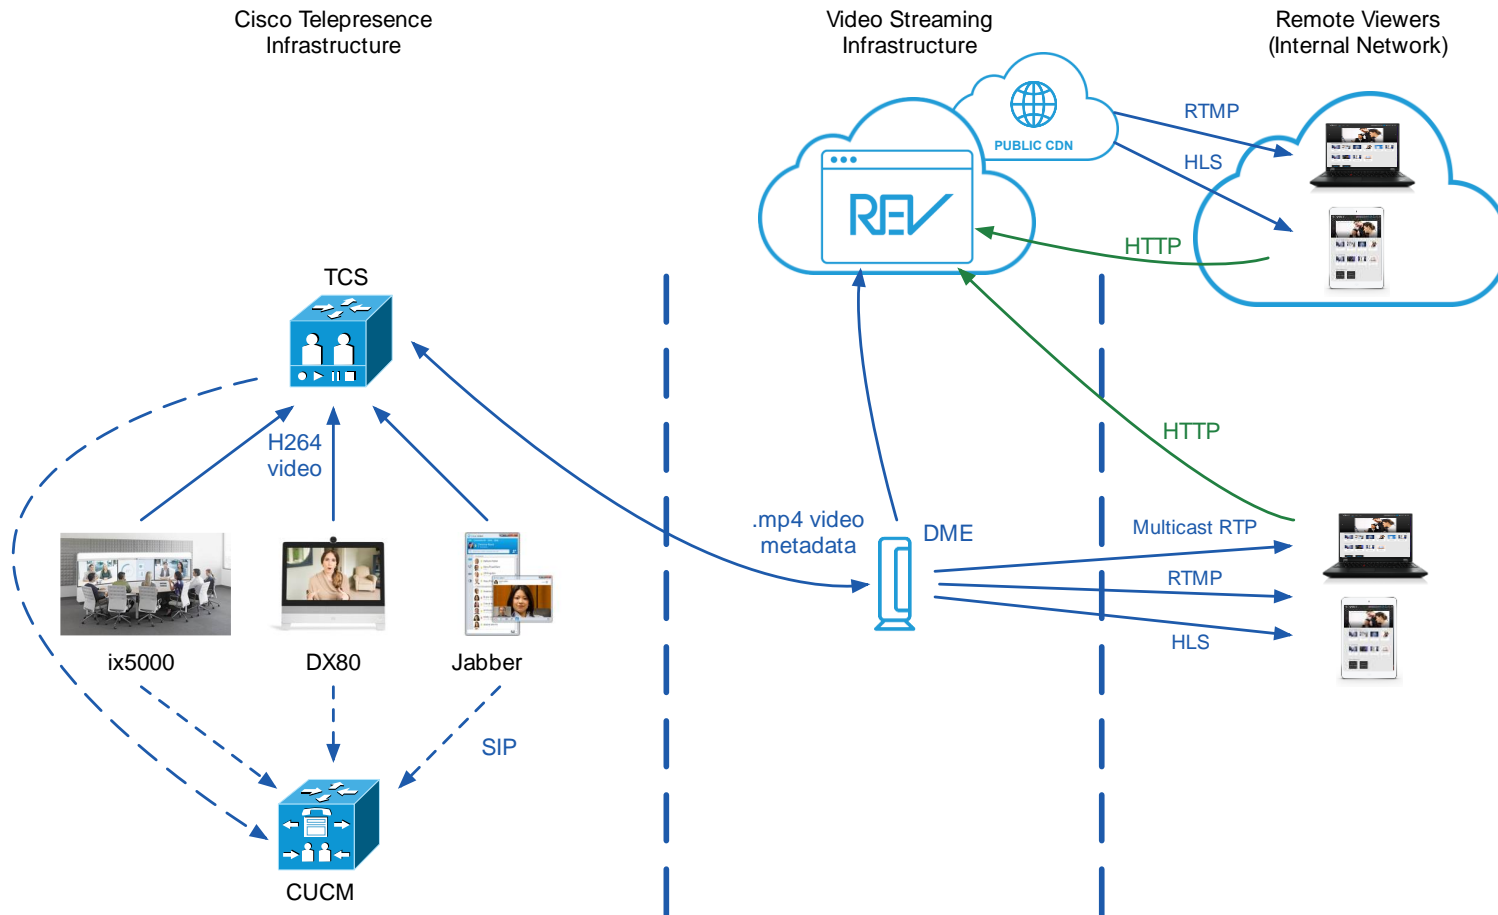 Cisco Telepresence
Infrastructure
Video Streaming
Infrastructure
Remote Viewers
(Internal Network)
PUBLIC CDN
REV
RTMP
HLS
HTTP
TCS
H264
video
HTTP
.mp4 video
metadata
DME
Multicast RTP
RTMP
HLS
ix5000
DX80
Jabber
SIP
CUCM